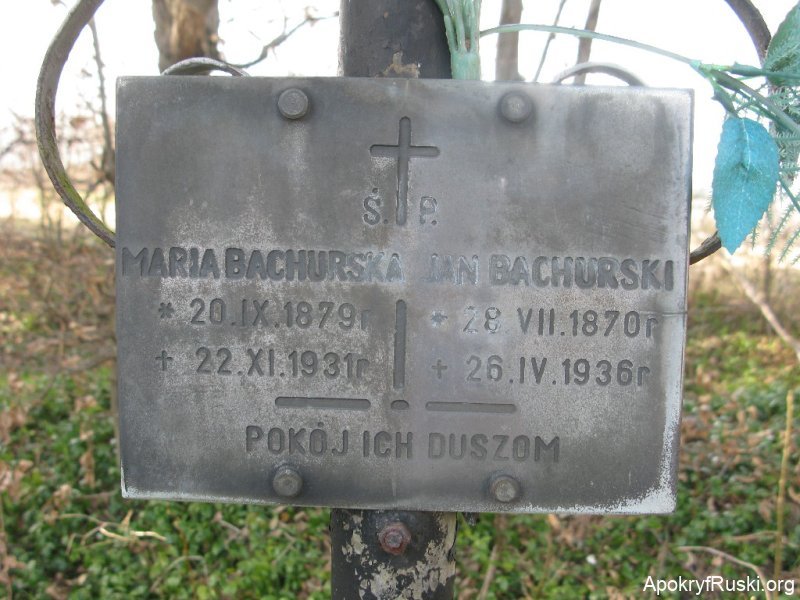 Ś. P.
MARIA BACHURSKA JAN BACHURSKI
* 20.IX.1879r * 28.VII.1870r
+ 22.XI.1931r + 26.IV.1936r
POKÓJ ICH DUSZOM
ApokryfRuski.org